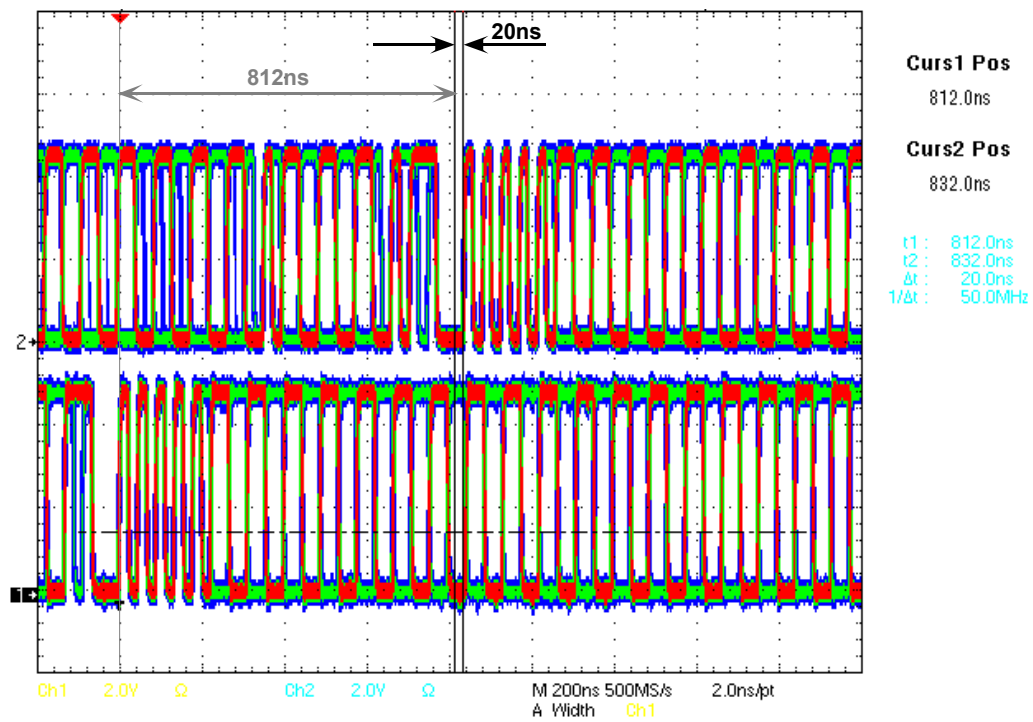 20ns
812ns
Curs1 Pos
812.0ns
Curs2 Pos
832.0ns
t1 : 812.0ns
t2 : 832.0ns
Δt : 20.0ns
1/Δt : 50.0MHz
2
1
Ch1 2.0V Ω Ch2 2.0V Ω M 200ns 500MS/s 2.0ns/pt
A Width Ch1